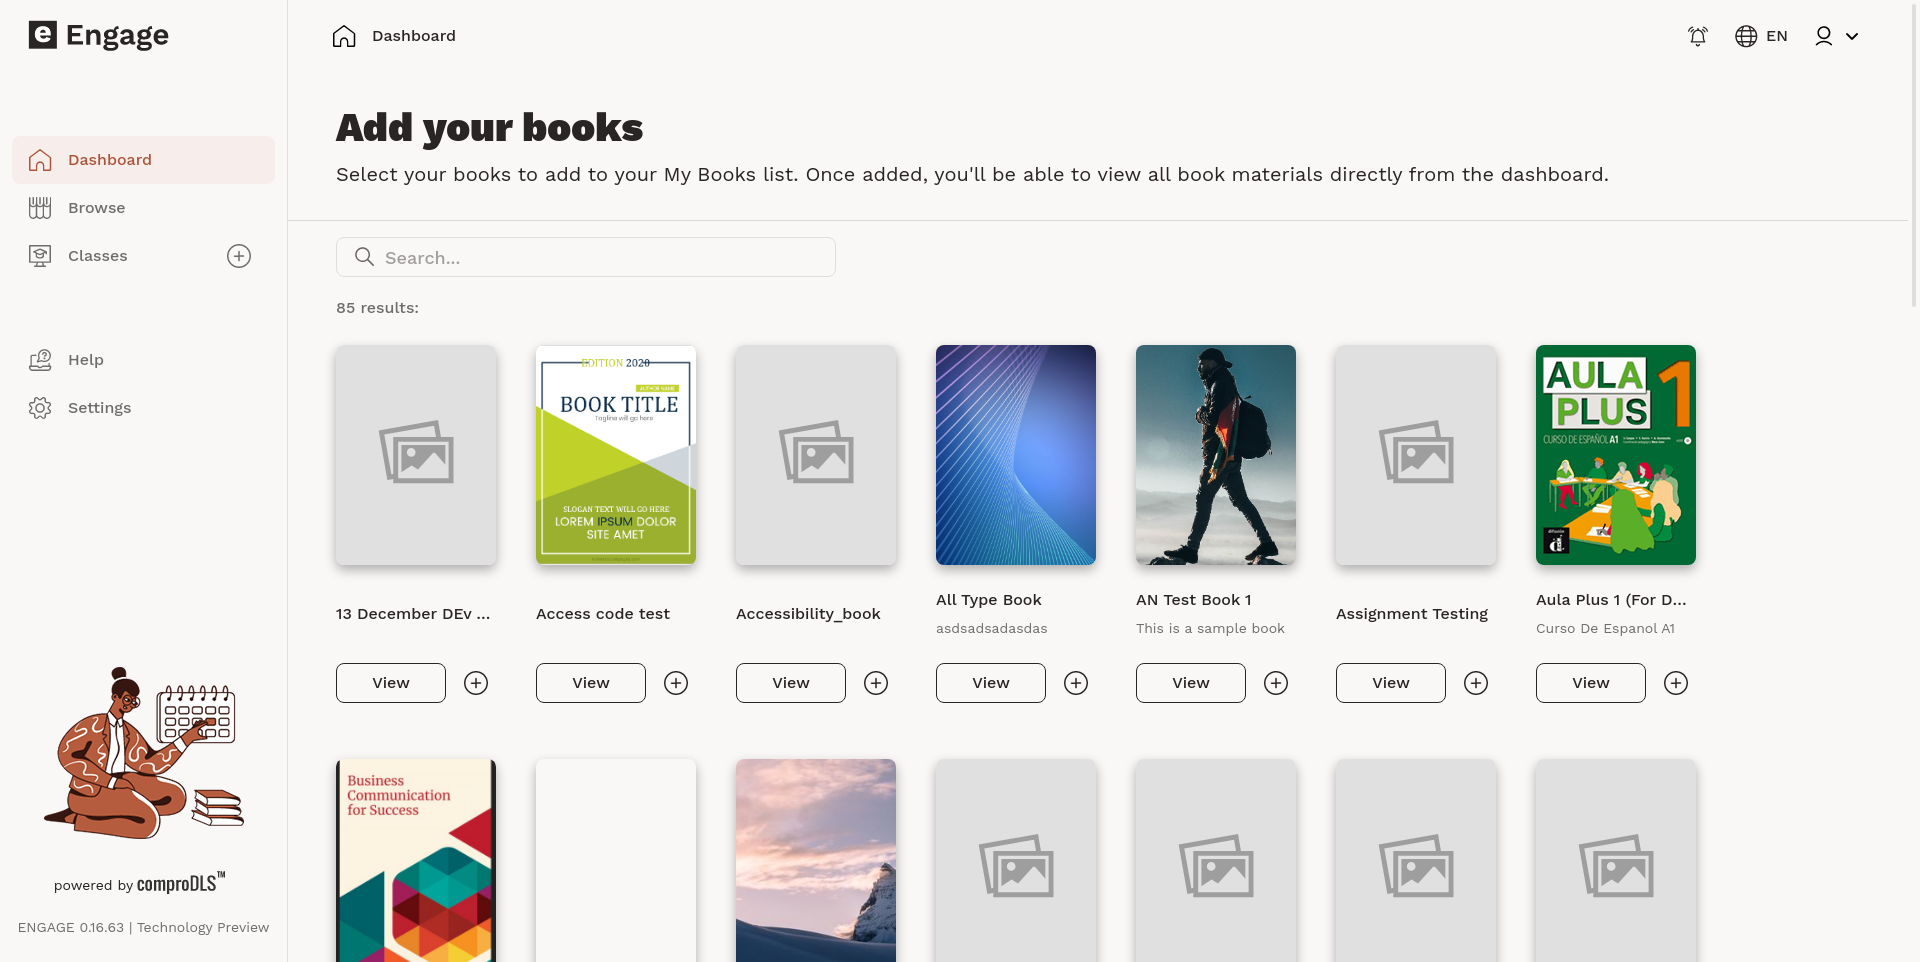 e Engage
Dashboard
EN
Dashboard
Browse
Classes
Help
Settings
powered by comproDLS™
ENGAGE 0.16.63 | Technology Preview
Add your books
Select your books to add to your My Books list. Once added, you'll be able to view all book materials directly from the dashboard.
Search...
85 results:
EDITION 2020
AUTHOR NAME
BOOK TITLE
Tagline will go here
SLOGAN TEXT WILL GO HERE
LOREM IPSUM DOLOR
SITE AMET
AULA
PLUS 1
CURSO DE ESPAÑOL A1
d.
13 December DEv ...
Access code test
Accessibility_book
All Type Book
asdsadsadasdas
AN Test Book 1
This is a sample book
Assignment Testing
Aula Plus 1 (For D...
Curso De Espanol A1
View
View
View
View
View
View
View
Business
Communication
for Success